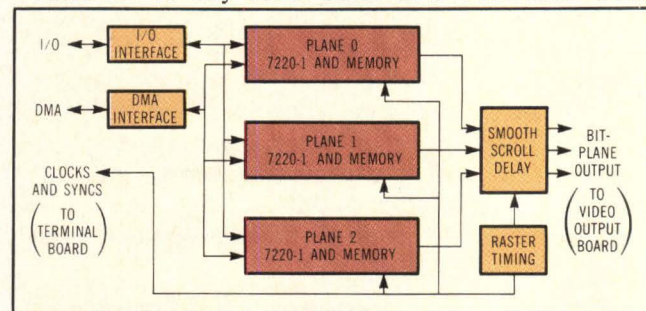 I/O
I/O
INTERFACE
PLANE 0
7220-1 AND MEMORY
DMA
DMA
INTERFACE
PLANE 1
7220-1 AND MEMORY
SMOOTH
SCROLL
DELAY
BIT-
PLANE
OUTPUT
CLOCKS
AND SYNCS
(TO
TERMINAL
BOARD)
PLANE 2
7220-1 AND MEMORY
RASTER
TIMING
(TO
VIDEO
OUTPUT
BOARD)